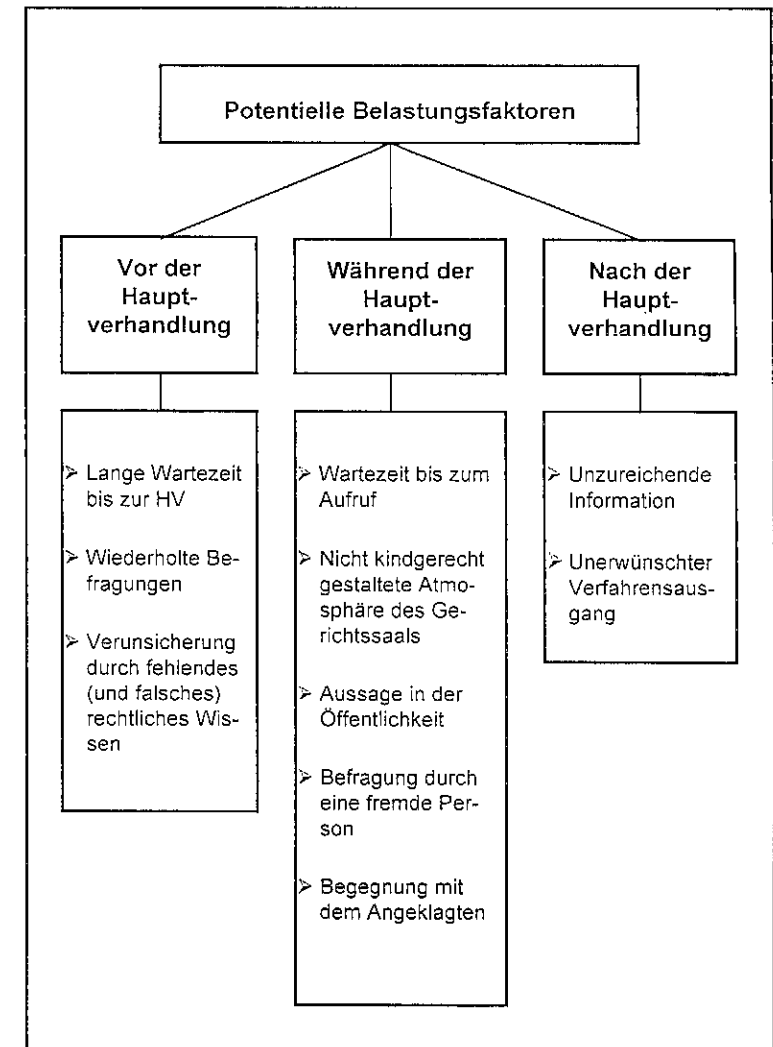 Potentielle Belastungsfaktoren
Vor der
Haupt-
verhandlung
Während der
Haupt-
verhandlung
Nach der
Haupt-
verhandlung
➢ Lange Wartezeit
bis zur HV
➢ Wiederholte Be-
fragungen
➢ Verunsicherung
durch fehlendes
(und falsches)
rechtliches Wis-
sen
➢ Wartezeit bis zum
Aufruf
➢ Nicht kindgerecht
gestaltete Atmo-
sphäre des Ge-
richtssaals
➢ Aussage in der
Öffentlichkeit
➢ Befragung durch
eine fremde Per-
son
➢ Begegnung mit
dem Angeklagten
➢ Unzureichende
Information
➢ Unerwünschter
Verfahrensaus-
gang